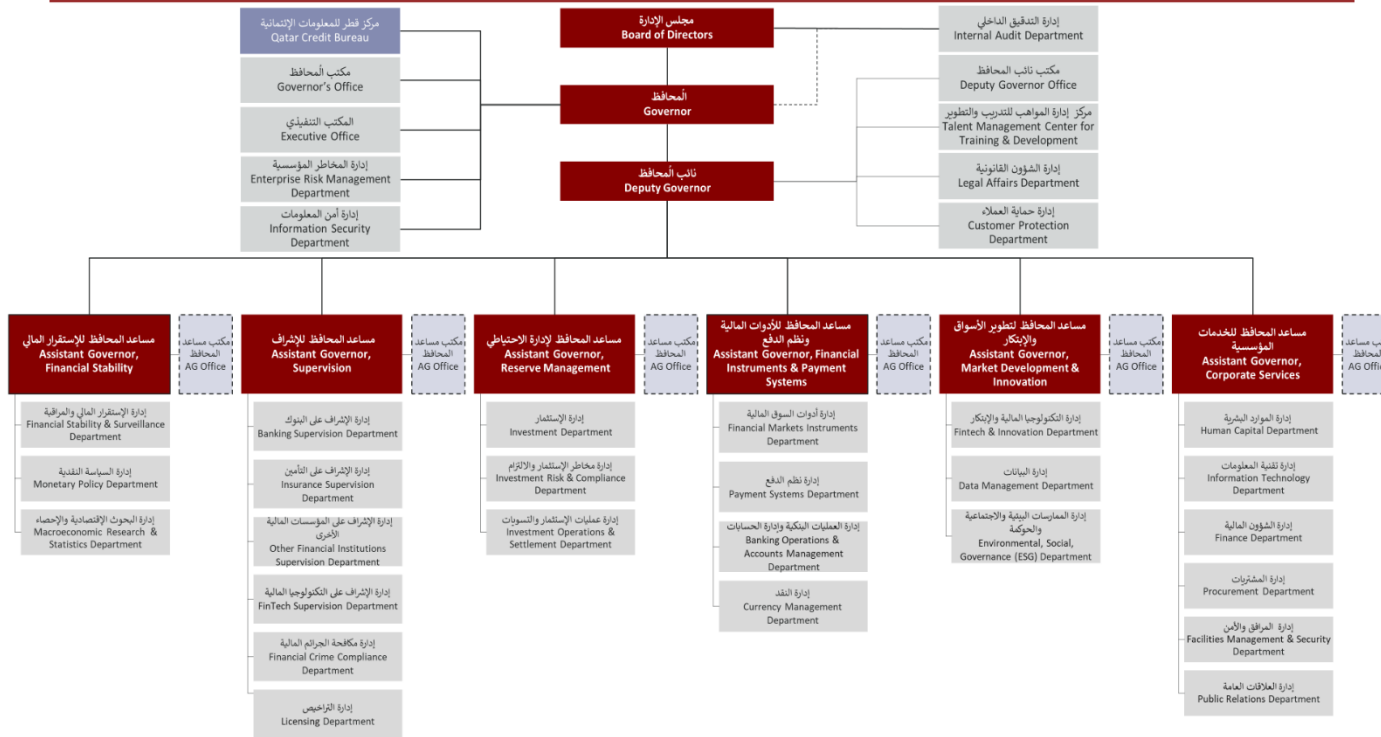 مركز قطر للمعلومات الإئتمانية
Qatar Credit Bureau
مجلس الإدارة
Board of Directors
إدارة التدقيق الداخلي
Internal Audit Department
مكتب المحافظ
Governor's Office
مكتب نائب المحافظ
Deputy Governor Office
المحافظ
Governor
المكتب التنفيذي
Executive Office
مركز إدارة المواهب للتدريب والتطوير
Talent Management Center for
Training & Development
إدارة المخاطر المؤسسية
Enterprise Risk Management
Department
نائب المحافظ
Deputy Governor
إدارة الشؤون القانونية
Legal Affairs Department
إدارة أمن المعلومات
Information Security
Department
إدارة حماية العملاء
Customer Protection
Department
مساعد المحافظ للإستقرار المالي
Assistant Governor,
Financial Stability
مكتب مساعد
المحافظ
AG Office
إدارة الإستقرار المالي والمراقبة
Financial Stability & Surveillance
Department
إدارة السياسة النقدية
Monetary Policy Department
إدارة البحوث الإقتصادية والإحصاء
Macroeconomic Research &
Statistics Department
مساعد المحافظ للإشراف
Assistant Governor,
Supervision
مكتب مساعد
المحافظ
AG Office
إدارة الإشراف على البنوك
Banking Supervision Department
إدارة الإشراف على التأمين
Insurance Supervision
Department
إدارة الإشراف على المؤسسات المالية
الأخرى
Other Financial Institutions
Supervision Department
إدارة الإشراف على التكنولوجيا المالية
FinTech Supervision Department
إدارة مكافحة الجرائم المالية
Financial Crime Compliance
Department
إدارة التراخيص
Licensing Department
مساعد المحافظ لإدارة الاحتياطي
Assistant Governor,
Reserve Management
مكتب مساعد
المحافظ
AG Office
إدارة الإستثمار
Investment Department
إدارة مخاطر الإستثمار والالتزام
Investment Risk & Compliance
Department
إدارة عمليات الإستثمار والتسويات
Investment Operations &
Settlement Department
مساعد المحافظ للأدوات المالية
ونظم الدفع
Assistant Governor, Financial
Instruments & Payment
Systems
مكتب مساعد
المحافظ
AG Office
إدارة أدوات السوق المالية
Financial Markets Instruments
Department
إدارة نظم الدفع
Payment Systems Department
إدارة العمليات البنكية وإدارة الحسابات
Banking Operations &
Accounts Management
Department
إدارة النقد
Currency Management
Department
مساعد المحافظ لتطوير الأسواق
والإبتكار
Assistant Governor,
Market Development &
Innovation
مكتب مساعد
المحافظ
AG Office
إدارة التكنولوجيا المالية والإبتكار
Fintech & Innovation Department
إدارة البيانات
Data Management Department
إدارة الممارسات البيئية والاجتماعية
والحوكمة
Environmental, Social,
Governance (ESG) Department
مساعد المحافظ للخدمات
المؤسسية
Assistant Governor,
Corporate Services
مكتب مساعد
المحافظ
AG Office
إدارة الموارد البشرية
Human Capital Department
إدارة تقنية المعلومات
Information Technology
Department
إدارة الشؤون المالية
Finance Department
إدارة المشتريات
Procurement Department
إدارة المرافق والأمن
Facilities Management & Security
Department
إدارة العلاقات العامة
Public Relations Department